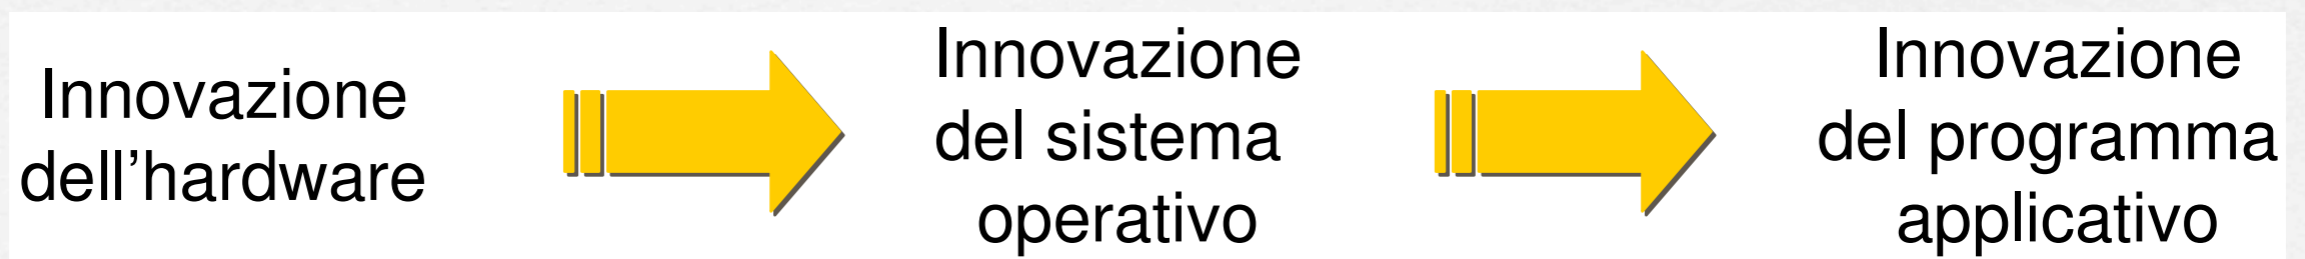 Innovazione
dell’hardware
Innovazione
del sistema
operativo
Innovazione
del programma
applicativo